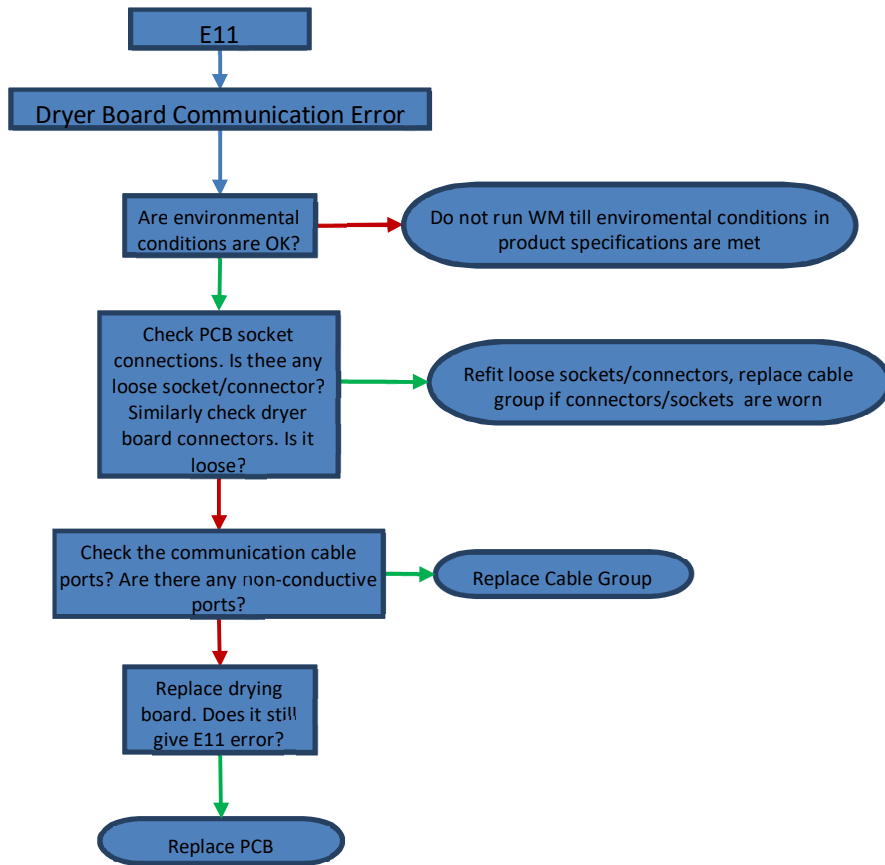 E11
Dryer Board Communication Error
Are environmental
conditions are OK?
Do not run WM till enviromental conditions in
product specifications are met
Check PCB socket
connections. Is thee any
loose socket/connector?
Similarly check dryer
board connectors. Is it
loose?
Refit loose sockets/connectors, replace cable
group if connectors/sockets are worn
Check the communication cable
ports? Are there any non-conductive
ports?
Replace Cable Group
Replace drying
board. Does it still
give E11 error?
Replace PCB